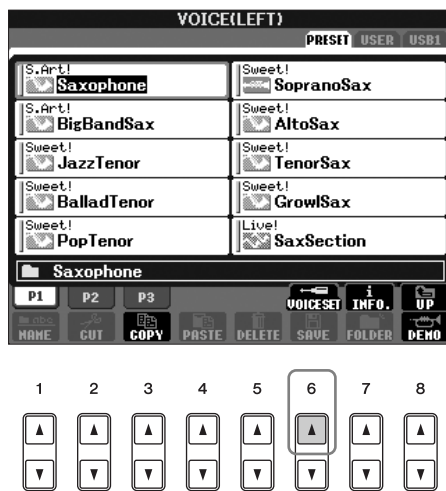 VOICE(LEFT)
PRESET USER USB1
S.Art!
Saxophone
Sweet!
SopranoSax
S.Art!
BigBandSax
Sweet!
AltoSax
Sweet!
JazzTenor
Sweet!
TenorSax
Sweet!
BalladTenor
Sweet!
GrowlSax
Sweet!
PopTenor
Live!
SaxSection
Saxophone
P1 P2 P3 VOICESET INFO. UP
NAME CUT COPY PASTE DELETE SAVE FOLDER DEMO
1 2 3 4 5 6 7 8